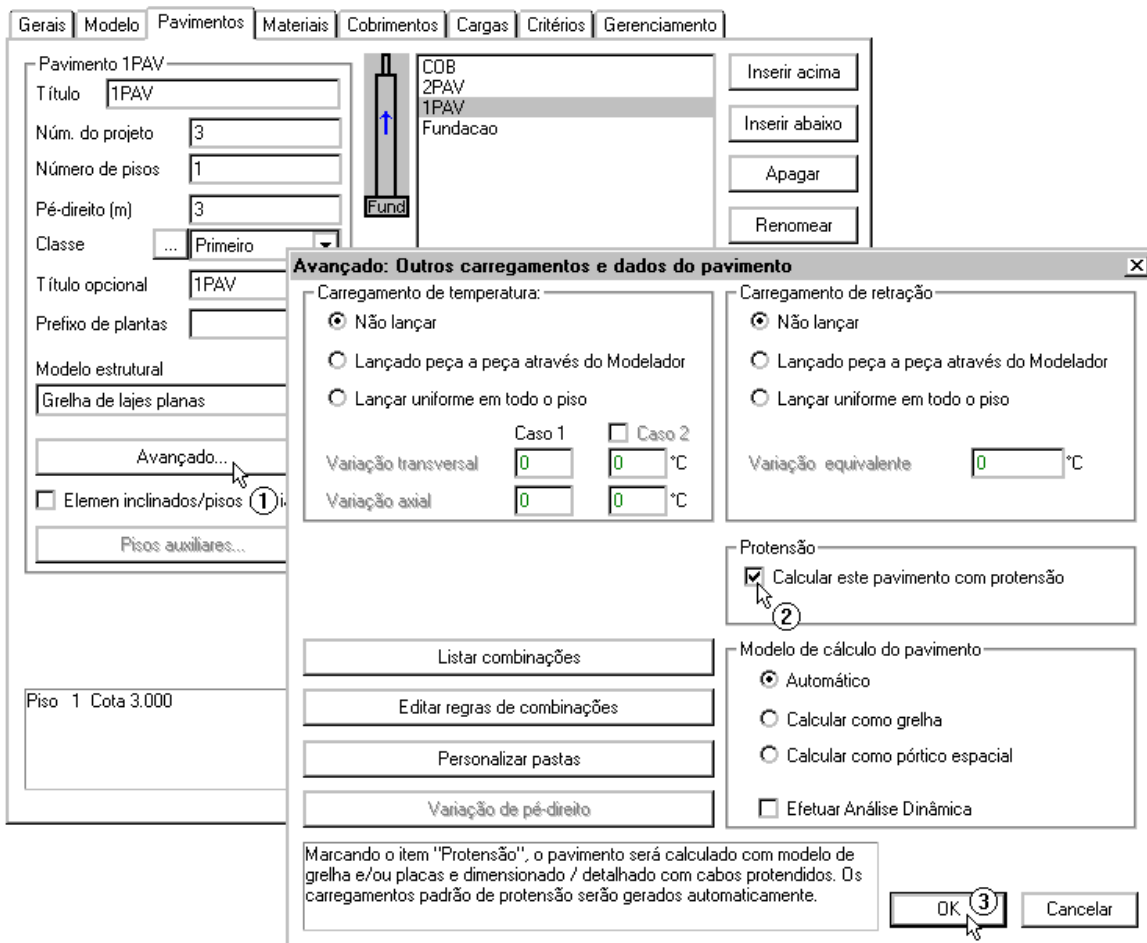 Gerais Modelo Pavimentos Materiais Cobrimentos Cargas Critérios Gerenciamento
Pavimento 1PAV
Título 1PAV
Núm. do projeto 3
Número de pisos 1
Pé-direito (m) 3
Classe ... Primeiro
Título opcional 1PAV
Prefixo de plantas
Modelo estrutural
Grelha de lajes planas
Avançado...
1
Elemen inclinados/pisos
Pisos auxiliares...
Piso 1 Cota 3.000
Fund
COB
2PAV
1PAV
Fundacao
Inserir acima
Inserir abaixo
Apagar
Renomear
Avançado: Outros carregamentos e dados do pavimento
Carregamento de temperatura:
Não lançar
Lançado peça a peça através do Modelador
Lançar uniforme em todo o piso
Caso 1 Caso 2
Variação transversal 0 0 °C
Variação axial 0 0 °C
Carregamento de retração
Não lançar
Lançado peça a peça através do Modelador
Lançar uniforme em todo o piso
Variação equivalente 0 °C
Protensão
Calcular este pavimento com protensão
2
Listar combinações
Editar regras de combinações
Personalizar pastas
Variação de pé-direito
Modelo de cálculo do pavimento
Automático
Calcular como grelha
Calcular como pórtico espacial
Efetuar Análise Dinâmica
Marcando o item "Protensão", o pavimento será calculado com modelo de
grelha e/ou placas e dimensionado / detalhado com cabos protendidos. Os
carregamentos padrão de protensão serão gerados automaticamente.
OK 3 Cancelar